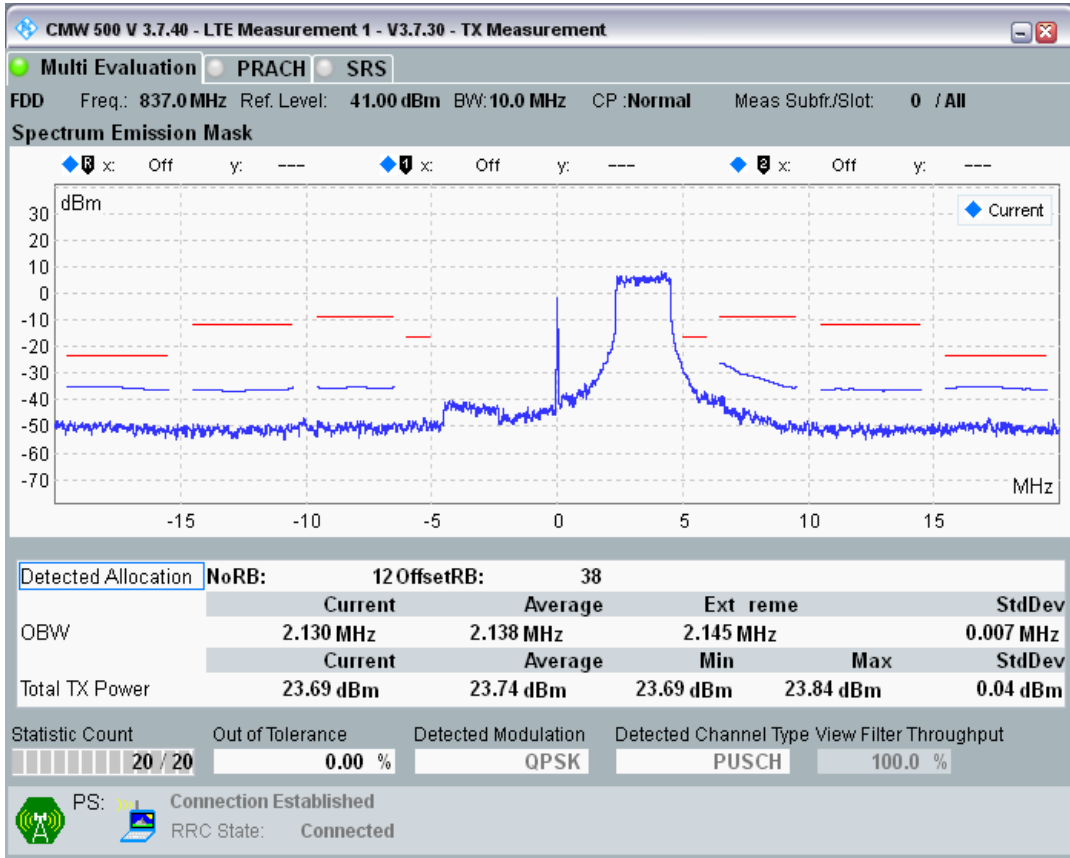 CMW 500 V 3.7.40 - LTE Measurement 1 - V3.7.30 - TX Measurement
Multi Evaluation PRACH SRS
FDD Freq.: 837.0 MHz Ref. Level: 41.00 dBm BW: 10.0 MHz CP :Normal Meas Subfr./Slot: 0 / All
Spectrum Emission Mask
R x: Off y: --- 1 x: Off y: --- 2 x: Off y: ---
dBm
Current
30
20
10
0
-10
-20
-30
-40
-50
-60
-70
MHz
-15 -10 -5 0 5 10 15
Detected Allocation NoRB: 12 OffsetRB: 38
Current Average Ext reme StdDev
OBW 2.130 MHz 2.138 MHz 2.145 MHz 0.007 MHz
Current Average Min Max StdDev
Total TX Power 23.69 dBm 23.74 dBm 23.69 dBm 23.84 dBm 0.04 dBm
Statistic Count Out of Tolerance Detected Modulation Detected Channel Type View Filter Throughput
20 / 20 0.00 % QPSK PUSCH 100.0 %
PS: Connection Established
RRC State: Connected